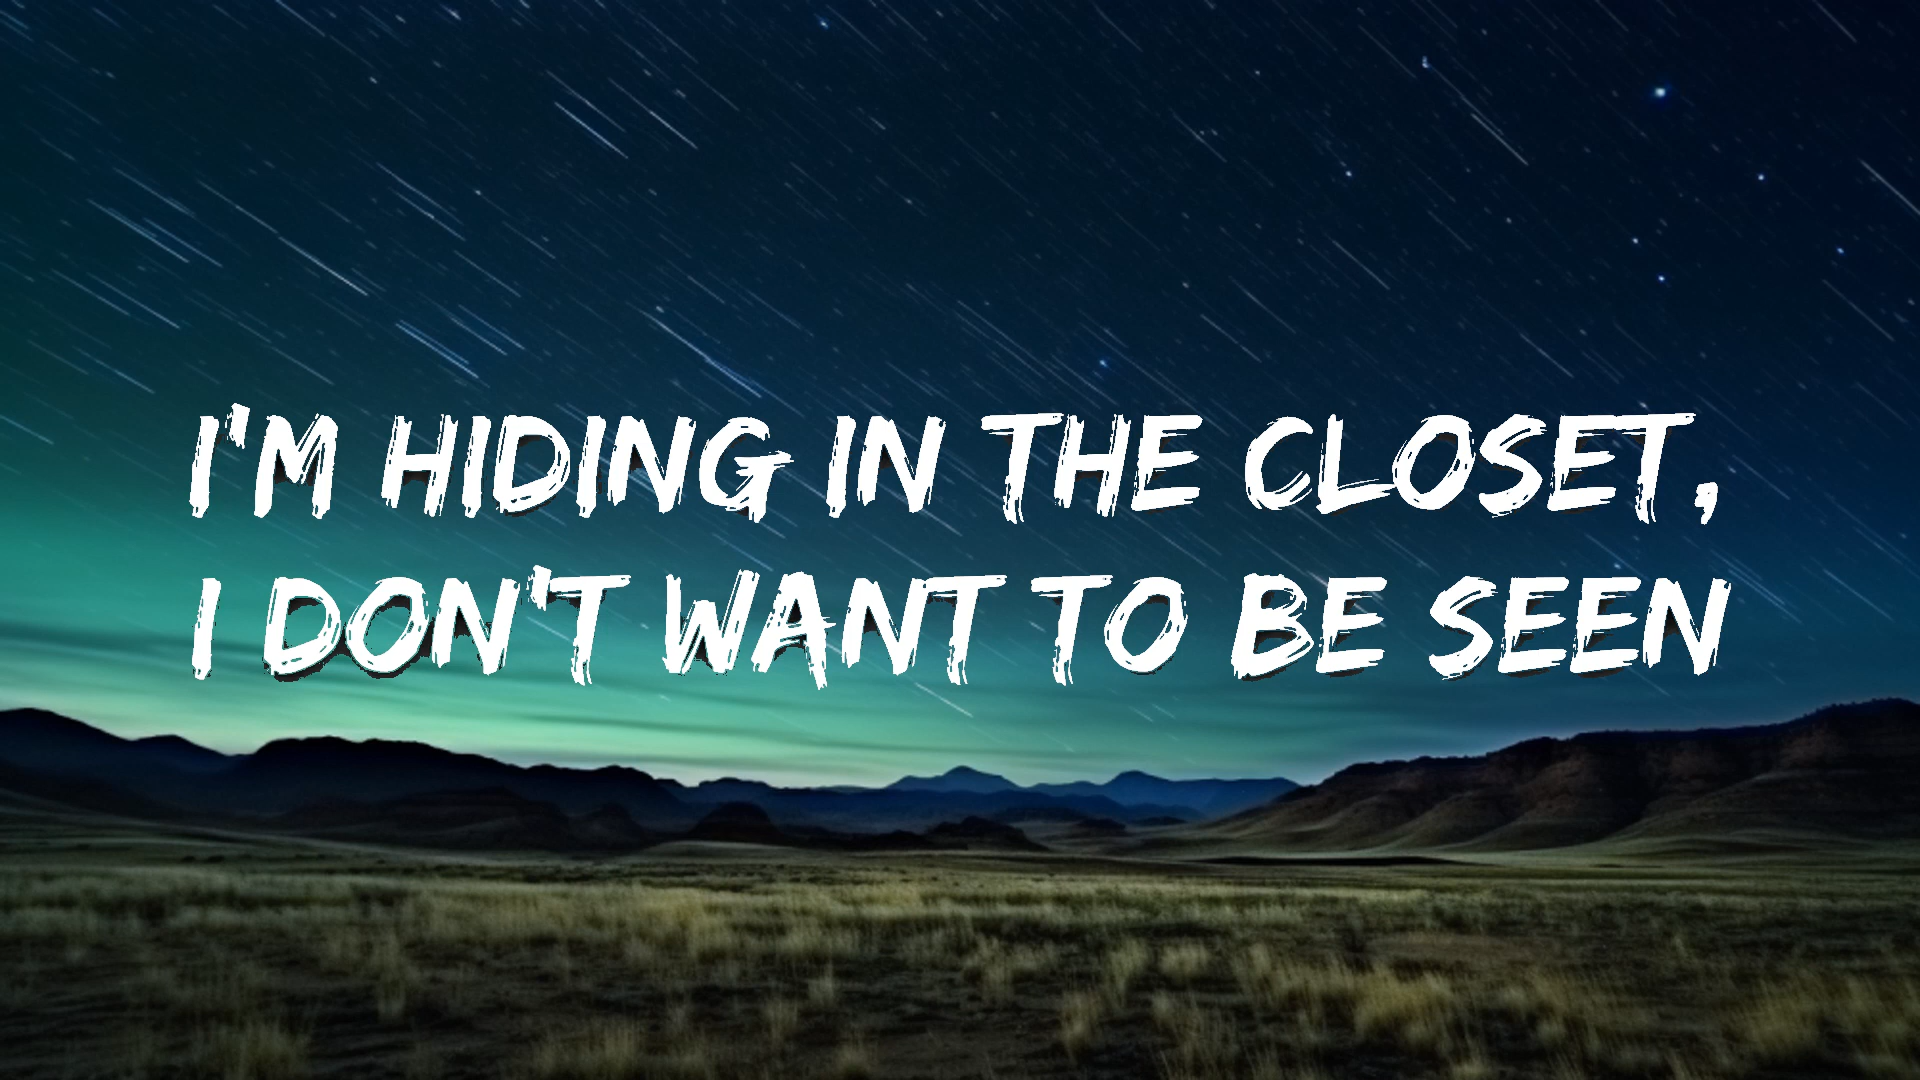 I'M HIDING IN THE CLOSET,
I DON'T WANT TO BE SEEN